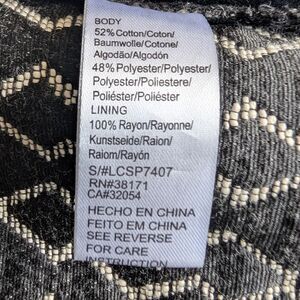 BODY
52% Cotton/Coton/
Baumwolle/Cotone/
Algodão/Algodón
48% Polyester/Polyester/
Polyester/Poliestere/
Poliéster/Poliéster
LINING
100% Rayon/Rayonne/
Kunstseide/Raion/
Raiom/Rayón
S/#LCSP7407
RN#38171
CA#32054
HECHO EN CHINA
FEITO EM CHINA
SEE REVERSE
FOR CARE
INSTRUCTION